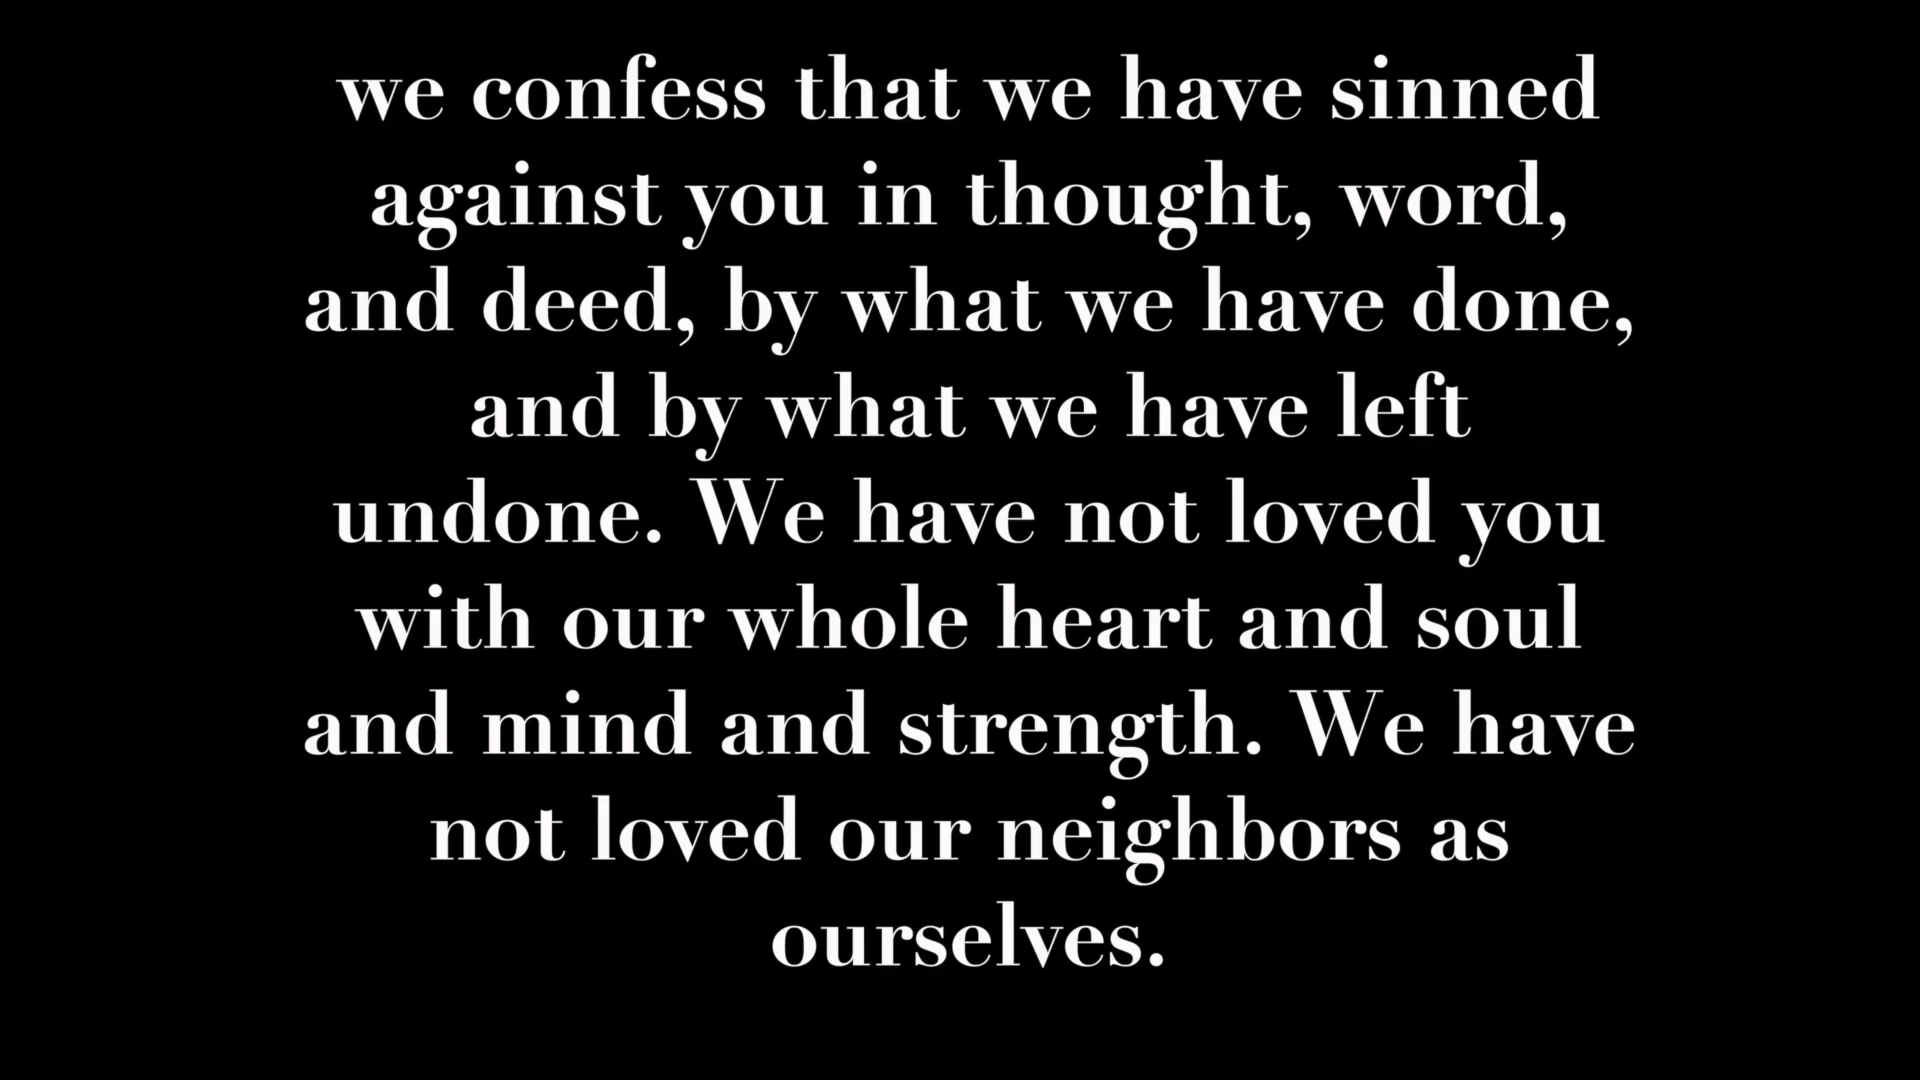 we confess that we have sinned
against you in thought, word,
and deed, by what we have done,
and by what we have left
undone. We have not loved you
with our whole heart and soul
and mind and strength. We have
not loved our neighbors as
ourselves.